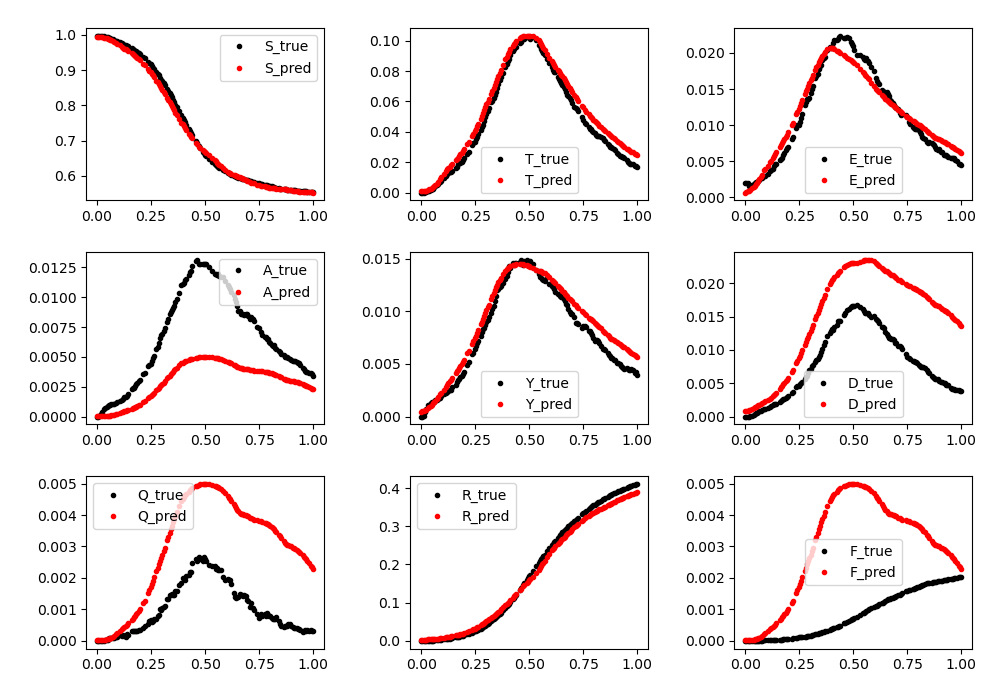 1.0
0.9
0.8
0.7
0.6
S_true
S_pred
0.00 0.25 0.50 0.75 1.00
0.10
0.08
0.06
0.04
0.02
0.00
T_true
T_pred
0.00 0.25 0.50 0.75 1.00
0.020
0.015
0.010
0.005
0.000
E_true
E_pred
0.00 0.25 0.50 0.75 1.00
0.0125
0.0100
0.0075
0.0050
0.0025
0.0000
A_true
A_pred
0.00 0.25 0.50 0.75 1.00
0.015
0.010
0.005
0.000
Y_true
Y_pred
0.00 0.25 0.50 0.75 1.00
0.020
0.015
0.010
0.005
0.000
D_true
D_pred
0.00 0.25 0.50 0.75 1.00
0.005
0.004
0.003
0.002
0.001
0.000
Q_true
Q_pred
0.00 0.25 0.50 0.75 1.00
0.4
0.3
0.2
0.1
0.0
R_true
R_pred
0.00 0.25 0.50 0.75 1.00
0.005
0.004
0.003
0.002
0.001
0.000
F_true
F_pred
0.00 0.25 0.50 0.75 1.00